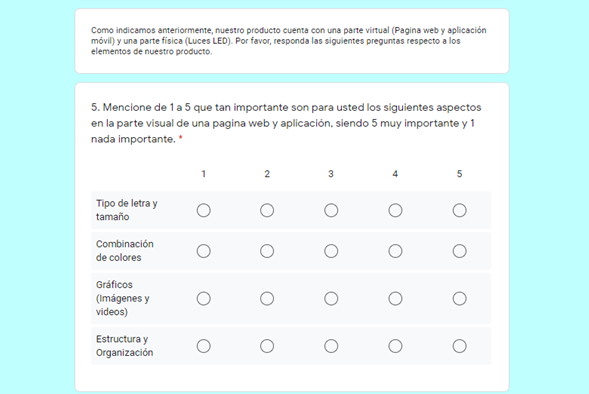 Como indicamos anteriormente, nuestro producto cuenta con una parte virtual (Pagina web y aplicación
móvil) y una parte física (Luces LED). Por favor, responda las siguientes preguntas respecto a los
elementos de nuestro producto.
5. Mencione de 1 a 5 que tan importante son para usted los siguientes aspectos
en la parte visual de una pagina web y aplicación, siendo 5 muy importante y 1
nada importante. *
1 2 3 4 5
Tipo de letra y
tamaño
Combinación
de colores
Gráficos
(Imágenes y
videos)
Estructura y
Organización